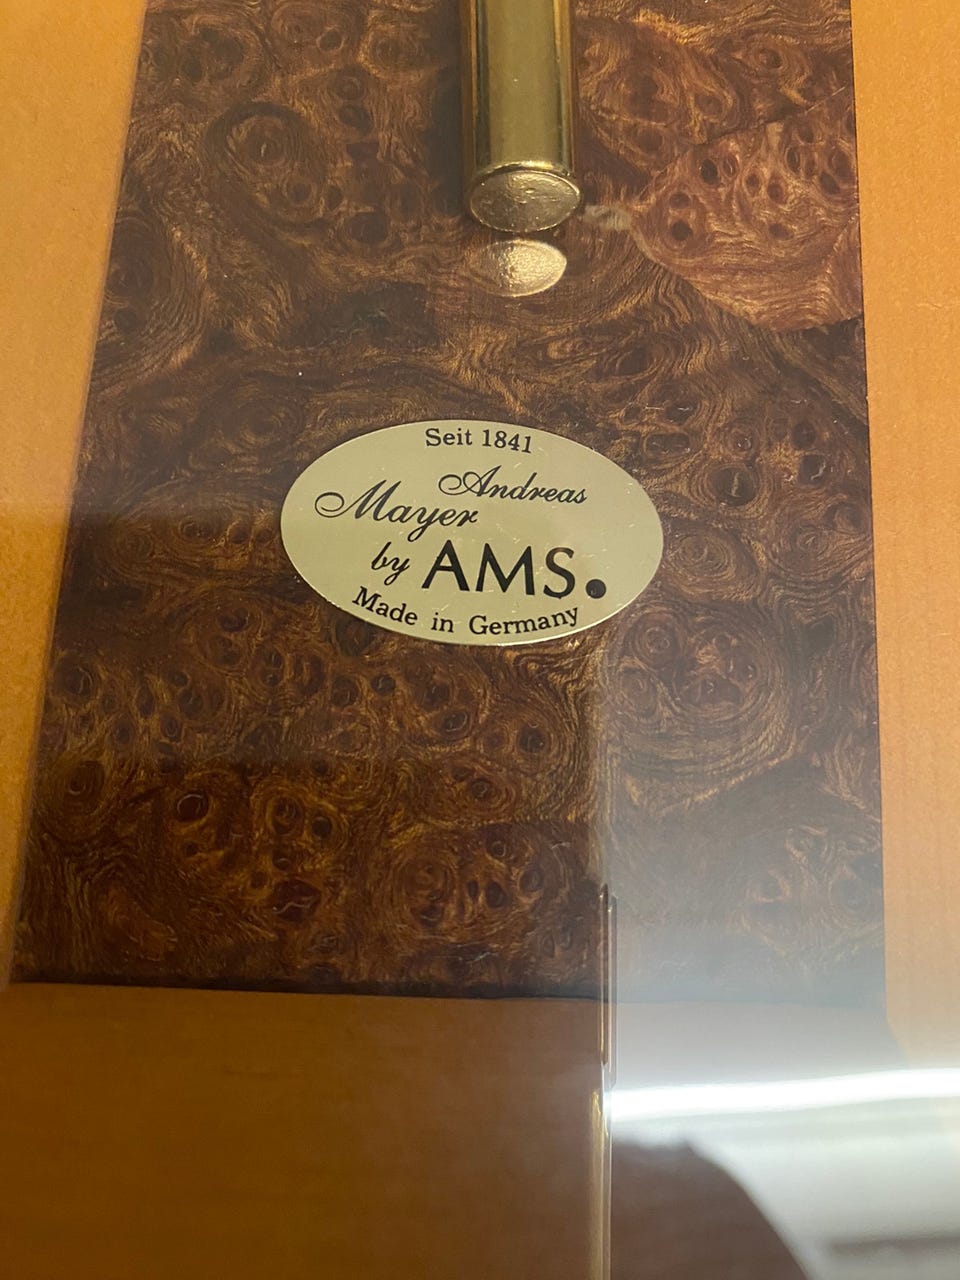 Seit 1841
Andreas
Mayer
by AMS.
Made in Germany